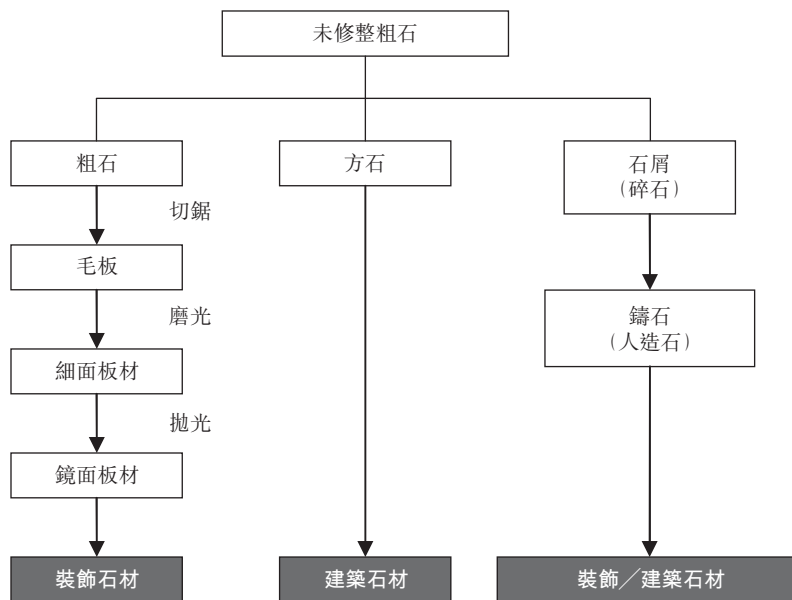 未修整粗石
粗石
方石
石屑
（碎石）
切鋸
毛板
磨光
鑄石
（人造石）
細面板材
拋光
鏡面板材
裝飾石材
建築石材
裝飾／建築石材